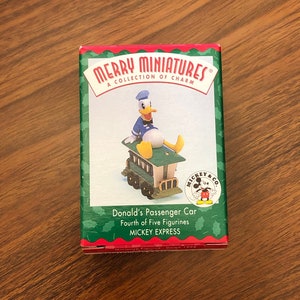 MERRY MINIATURES
A COLLECTION OF CHARM
MICKEY & CO.
Donald's Passenger Car
Fourth of Five Figurines
MICKEY EXPRESS